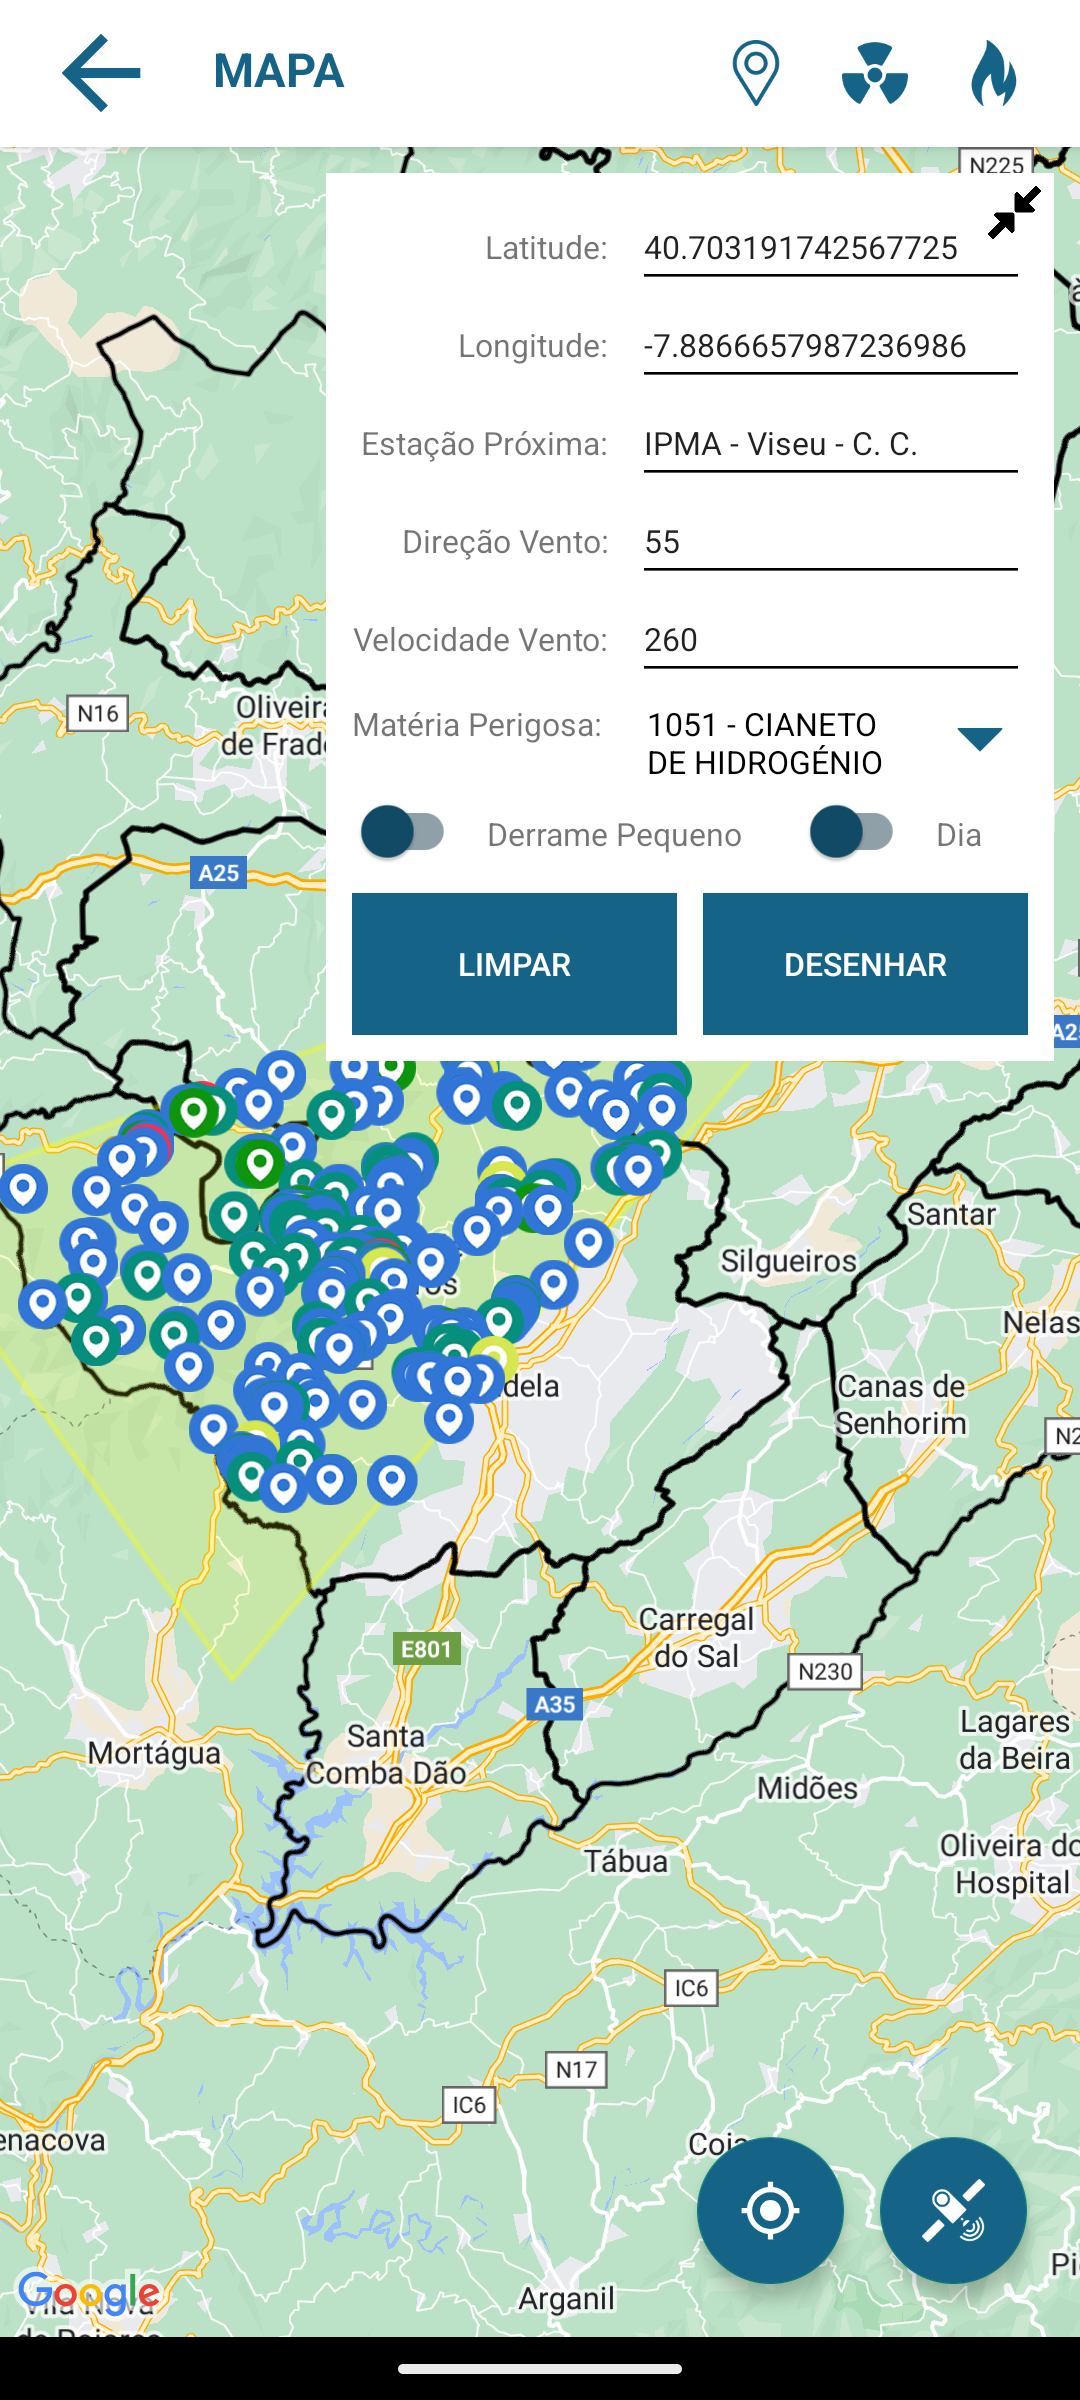 MAPA
N225
Latitude: 40.703191742567725
Longitude: -7.8866657987236986
Estação Próxima: IPMA - Viseu - C. C.
Direção Vento: 55
Velocidade Vento: 260
Matéria Perigosa: 1051 - CIANETO
DE HIDROGÉNIO
Derrame Pequeno
Dia
LIMPAR
DESENHAR
N16
Oliveira
de Frade
A25
A25
Santar
Silgueiros
Nelas
dela
Canas de
Senhorim
N2
Carregal
do Sal
E801
N230
A35
Lagares
da Beira
Santa
Comba Dão
Mortágua
Midões
Oliveira do
Hospital
Tábua
IC6
N17
IC6
enacova
Coja
Google
Arganil
Pi